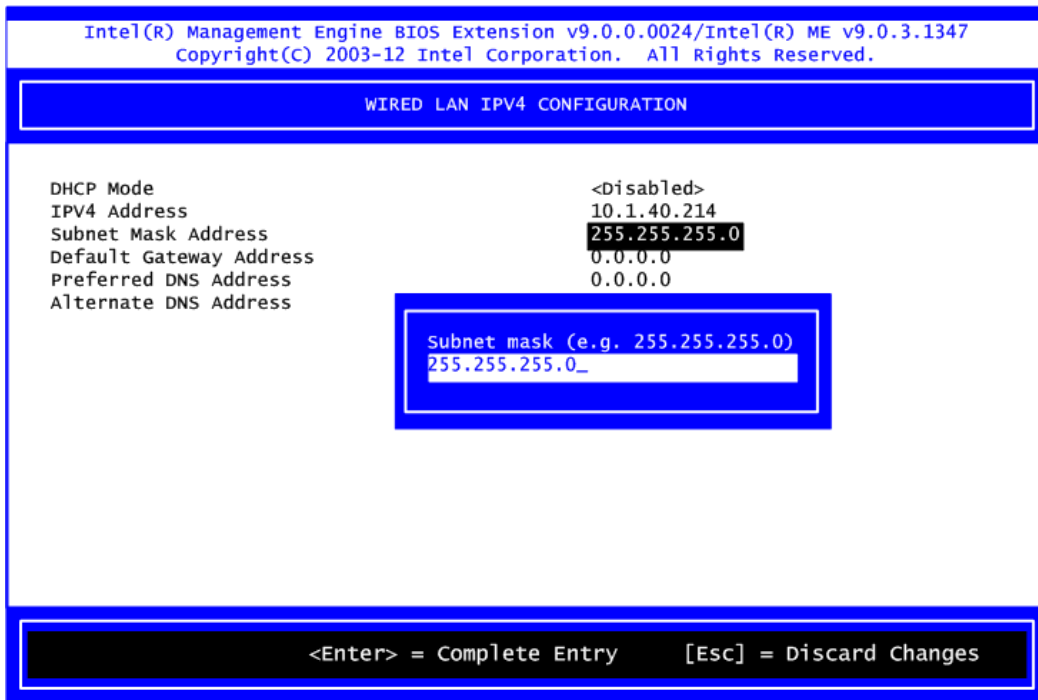 Intel(R) Management Engine BIOS Extension v9.0.0.0024/Intel(R) ME v9.0.3.1347
Copyright(C) 2003-12 Intel Corporation. All Rights Reserved.
WIRED LAN IPV4 CONFIGURATION
DHCP Mode <Disabled>
IPV4 Address 10.1.40.214
Subnet Mask Address 255.255.255.0
Default Gateway Address 0.0.0.0
Preferred DNS Address 0.0.0.0
Alternate DNS Address
Subnet mask (e.g. 255.255.255.0)
255.255.255.0_
<Enter> = Complete Entry [Esc] = Discard Changes